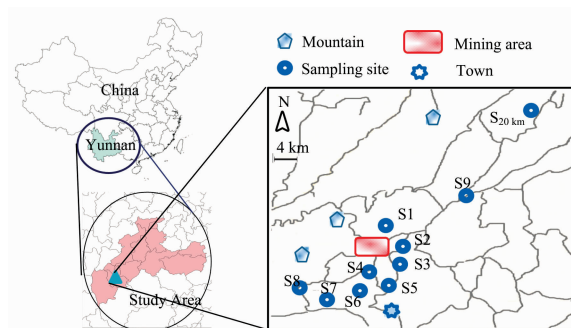 Mountain
Mining area
Sampling site
Town
China
Yunnan
Study Area
N
4 km
S20 km
S9
S1
S2
S3
S4
S5
S6
S7
S8